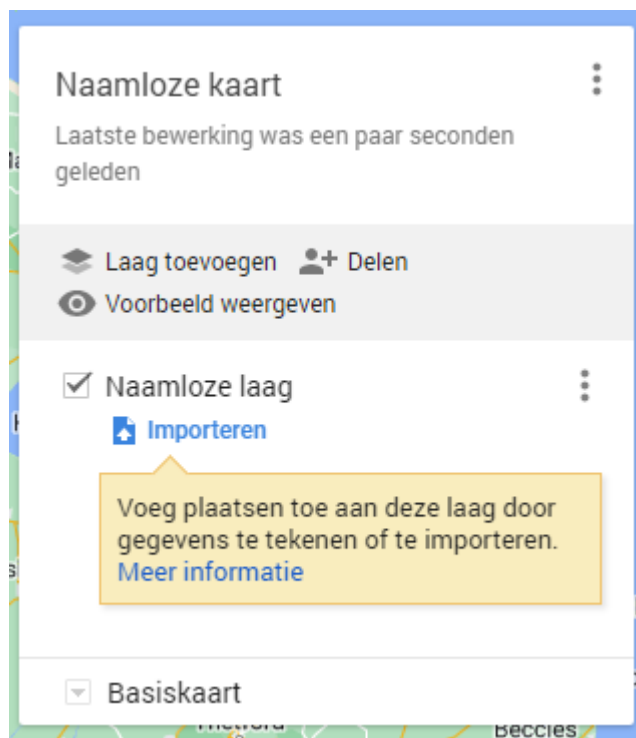 Naamloze kaart
Laatste bewerking was een paar seconden
geleden
Laag toevoegen Delen
Voorbeeld weergeven
Naamloze laag
Importeren
Voeg plaatsen toe aan deze laag door
gegevens te tekenen of te importeren.
Meer informatie
Basiskaart
Thetford
Beccles